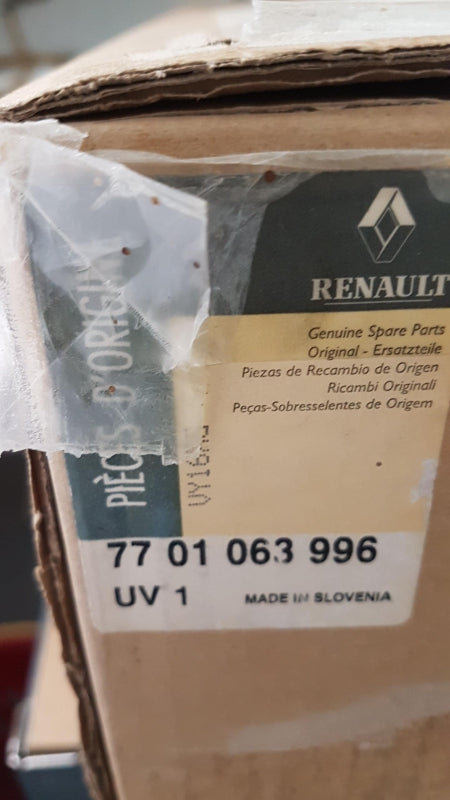 RENAULT
Genuine Spare Parts
Original - Ersatzteile
Piezas de Recambio de Origen
Ricambi Originali
Peças-Sobresselentes de Origem
PIÈCES D'ORIGINE
77 01 063 996
UV 1 MADE IN SLOVENIA